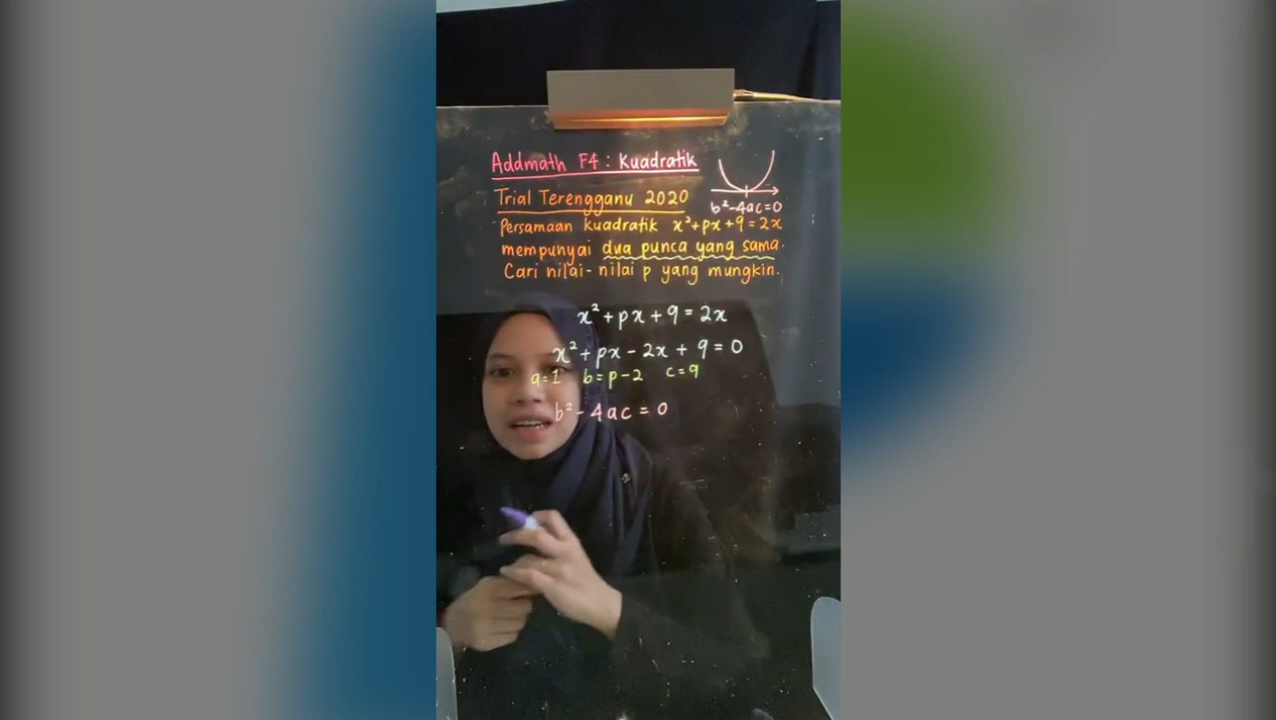 Addmath F4 : Kuadratik
Trial Terengganu 2020
b²-4ac=0
Persamaan kuadratik x²+px+9=2x
mempunyai dua punca yang sama.
Cari nilai-nilai p yang mungkin.
x²+px+9=2x
x²+px-2x+9=0
a=1 b=p-2 c=9
b²-4ac=0